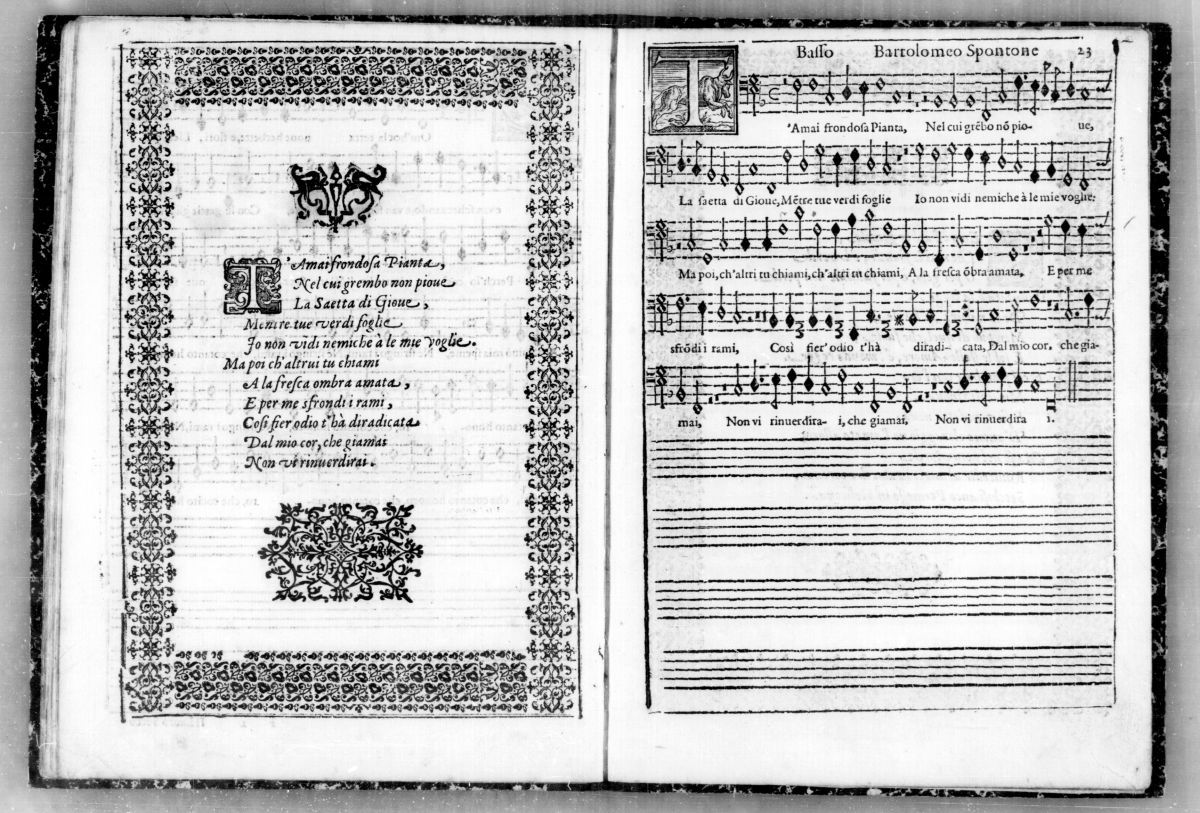 T'Amai frondosa Pianta,
Nel cui grembo non pioue
La Saetta di Gioue,
Mentre tue verdi foglie
Io non vidi nemiche à le mie voglie.
Ma poi ch'altrui tu chiami
A la fresca ombra amata,
E per me sfrondi i rami,
Cosi fier odio t'hà diradicata
Dal mio cor, che giamai
Non vi rinuerdirai.
Basso Bartolomeo Spontone 23
T'Amai frondosa Pianta, Nel cui grẽbo nõ pio- ue,
La saetta di Gioue, Mẽtre tue verdi foglie Io non vidi nemiche à le mie voglie:
Ma poi, ch'altri tu chiami, ch'altri tu chiami, A la fresca õbra amata, E per me
sfrõdi i rami, Così fier' odio t'hà diradi- cata, Dal mio cor, che gia-
mai, Non vi rinuerdira- i, che giamai, Non vi rinuerdira i.